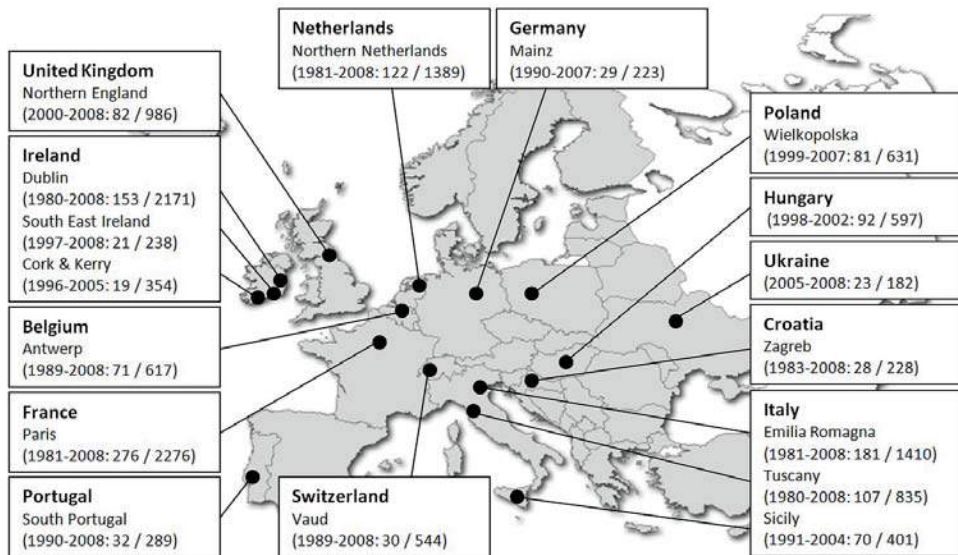 Netherlands
Northern Netherlands
(1981-2008: 122 / 1389)
Germany
Mainz
(1990-2007: 29 / 223)
United Kingdom
Northern England
(2000-2008: 82 / 986)
Ireland
Dublin
(1980-2008: 153 / 2171)
South East Ireland
(1997-2008: 21 / 238)
Cork & Kerry
(1996-2005: 19 / 354)
Belgium
Antwerp
(1989-2008: 71 / 617)
France
Paris
(1981-2008: 276 / 2276)
Portugal
South Portugal
(1990-2008: 32 / 289)
Switzerland
Vaud
(1989-2008: 30 / 544)
Poland
Wielkopolska
(1999-2007: 81 / 631)
Hungary
(1998-2002: 92 / 597)
Ukraine
(2005-2008: 23 / 182)
Croatia
Zagreb
(1983-2008: 28 / 228)
Italy
Emilia Romagna
(1981-2008: 181 / 1410)
Tuscany
(1980-2008: 107 / 835)
Sicily
(1991-2004: 70 / 401)